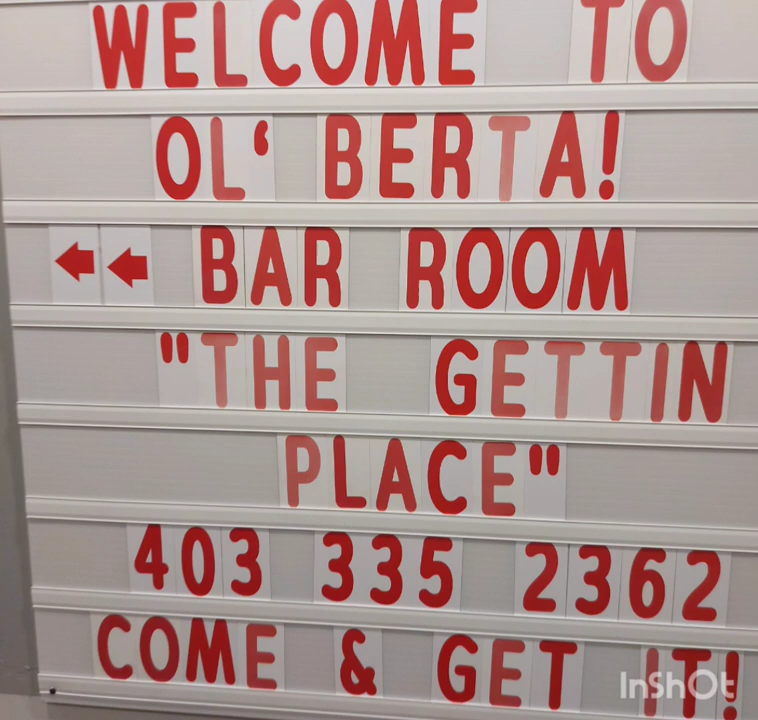 WELCOME TO
OL‘ BERTA!
←← BAR ROOM
"THE GETTIN
PLACE"
403 335 2362
COME & GET IT!
InShOt